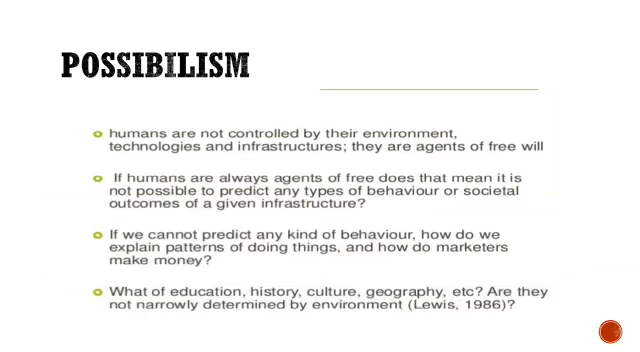 POSSIBILISM
humans are not controlled by their environment,
technologies and infrastructures; they are agents of free will
If humans are always agents of free does that mean it is
not possible to predict any types of behaviour or societal
outcomes of a given infrastructure?
If we cannot predict any kind of behaviour, how do we
explain patterns of doing things, and how do marketers
make money?
What of education, history, culture, geography, etc? Are they
not narrowly determined by environment (Lewis, 1986)?